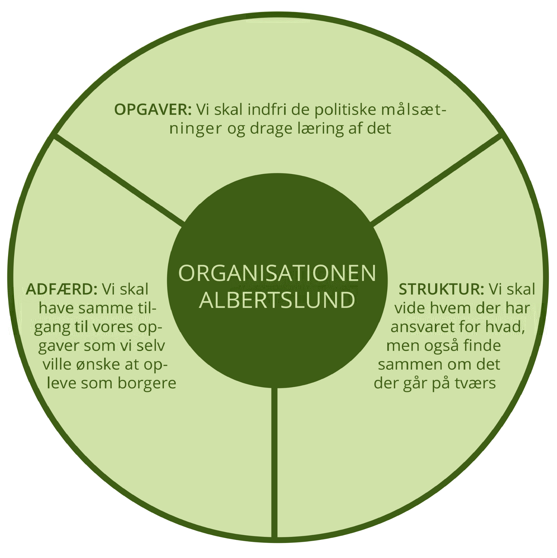 OPGAVER: Vi skal indfri de politiske målsæt-
ninger og drage læring af det
ORGANISATIONEN
ALBERTSLUND
ADFÆRD: Vi skal
have samme til-
gang til vores op-
gaver som vi selv
ville ønske at op-
leve som borgere
STRUKTUR: Vi skal
vide hvem der har
ansvaret for hvad,
men også finde
sammen om det
der går på tværs